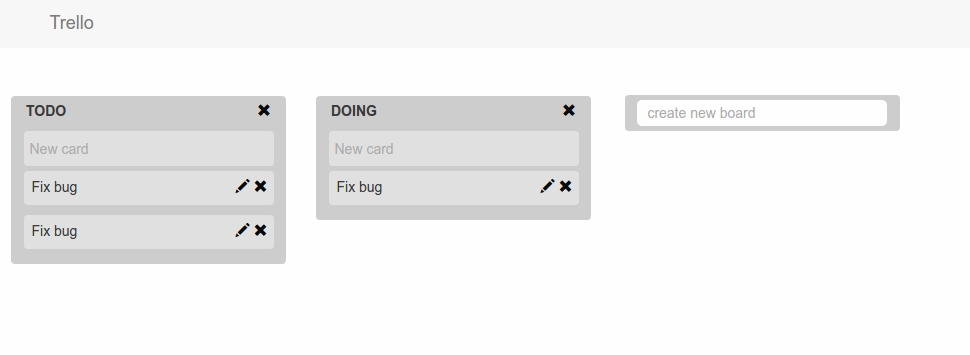 Trello
TODO
New card
Fix bug
Fix bug
DOING
New card
Fix bug
create new board